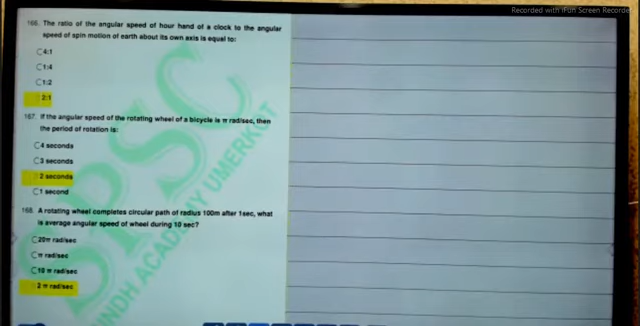 Recorded with iFun Screen Recorder
166. The ratio of the angular speed of hour hand of a clock to the angular
speed of spin motion of earth about its own axis is equal to:
4:1
1:4
1:2
2:1
167. If the angular speed of the rotating wheel of a bicycle is π rad/sec, then
the period of rotation is:
4 seconds
3 seconds
2 seconds
1 second
168. A rotating wheel completes circular path of radius 100m after 1sec, what
is average angular speed of wheel during 10 sec?
20π rad/sec
π rad/sec
10 π rad/sec
2 π rad/sec
SPSC
SINDH ACADEMY UMERKOT